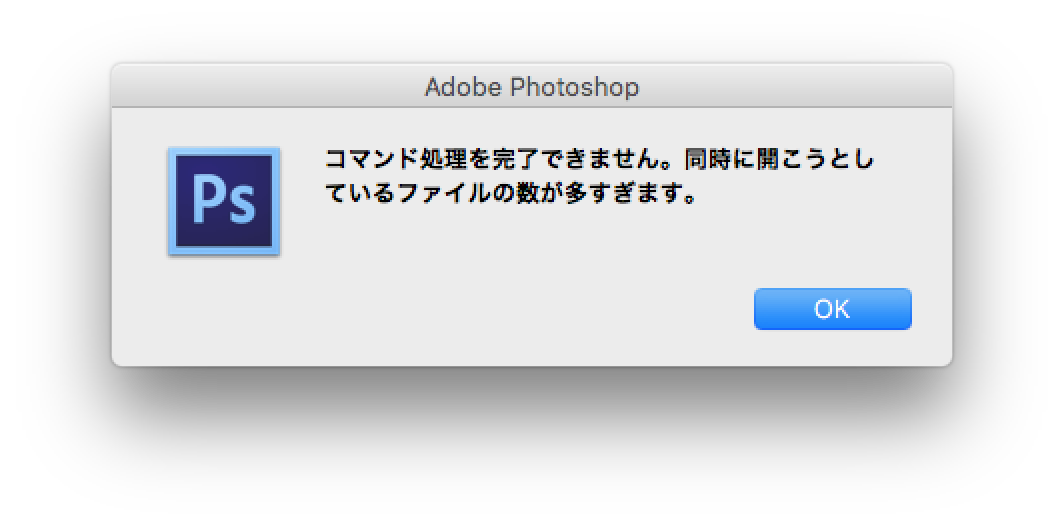 Adobe Photoshop
Ps
コマンド処理を完了できません。同時に開こうとし
ているファイルの数が多すぎます。
OK